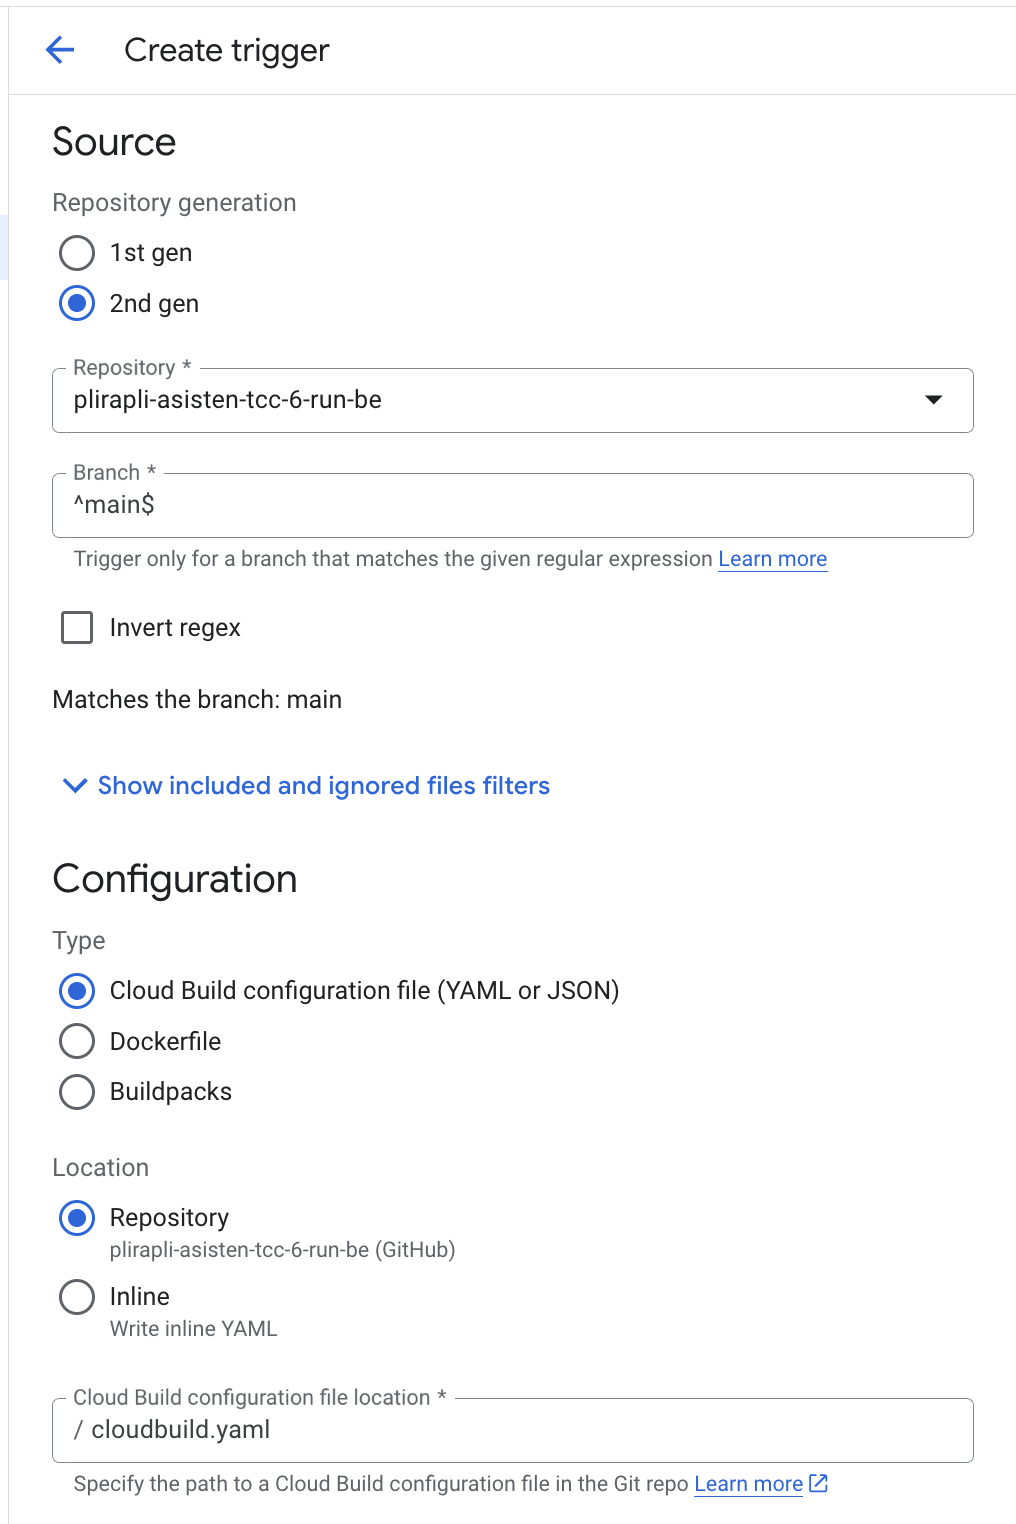 Create trigger
Source
Repository generation
1st gen
2nd gen
Repository *
plirapli-asisten-tcc-6-run-be
Branch *
^main$
Trigger only for a branch that matches the given regular expression Learn more
Invert regex
Matches the branch: main
Show included and ignored files filters
Configuration
Type
Cloud Build configuration file (YAML or JSON)
Dockerfile
Buildpacks
Location
Repository
plirapli-asisten-tcc-6-run-be (GitHub)
Inline
Write inline YAML
Cloud Build configuration file location *
/ cloudbuild.yaml
Specify the path to a Cloud Build configuration file in the Git repo Learn more